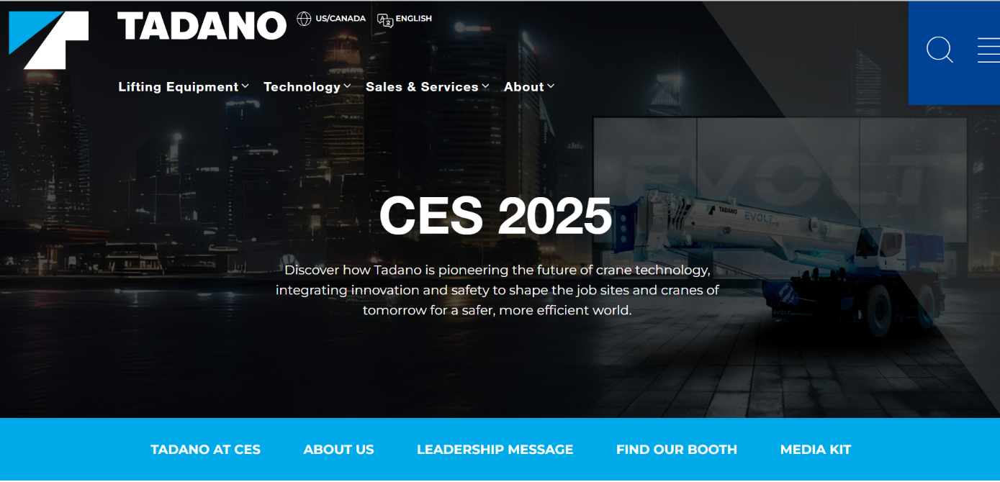 TADANO
US/CANADA
ENGLISH
Lifting Equipment
Technology
Sales & Services
About
EVOLT
CES 2025
TADANO EVOLT
Discover how Tadano is pioneering the future of crane technology,
integrating innovation and safety to shape the job sites and cranes of
tomorrow for a safer, more efficient world.
EVOLT
TADANO AT CES
ABOUT US
LEADERSHIP MESSAGE
FIND OUR BOOTH
MEDIA KIT